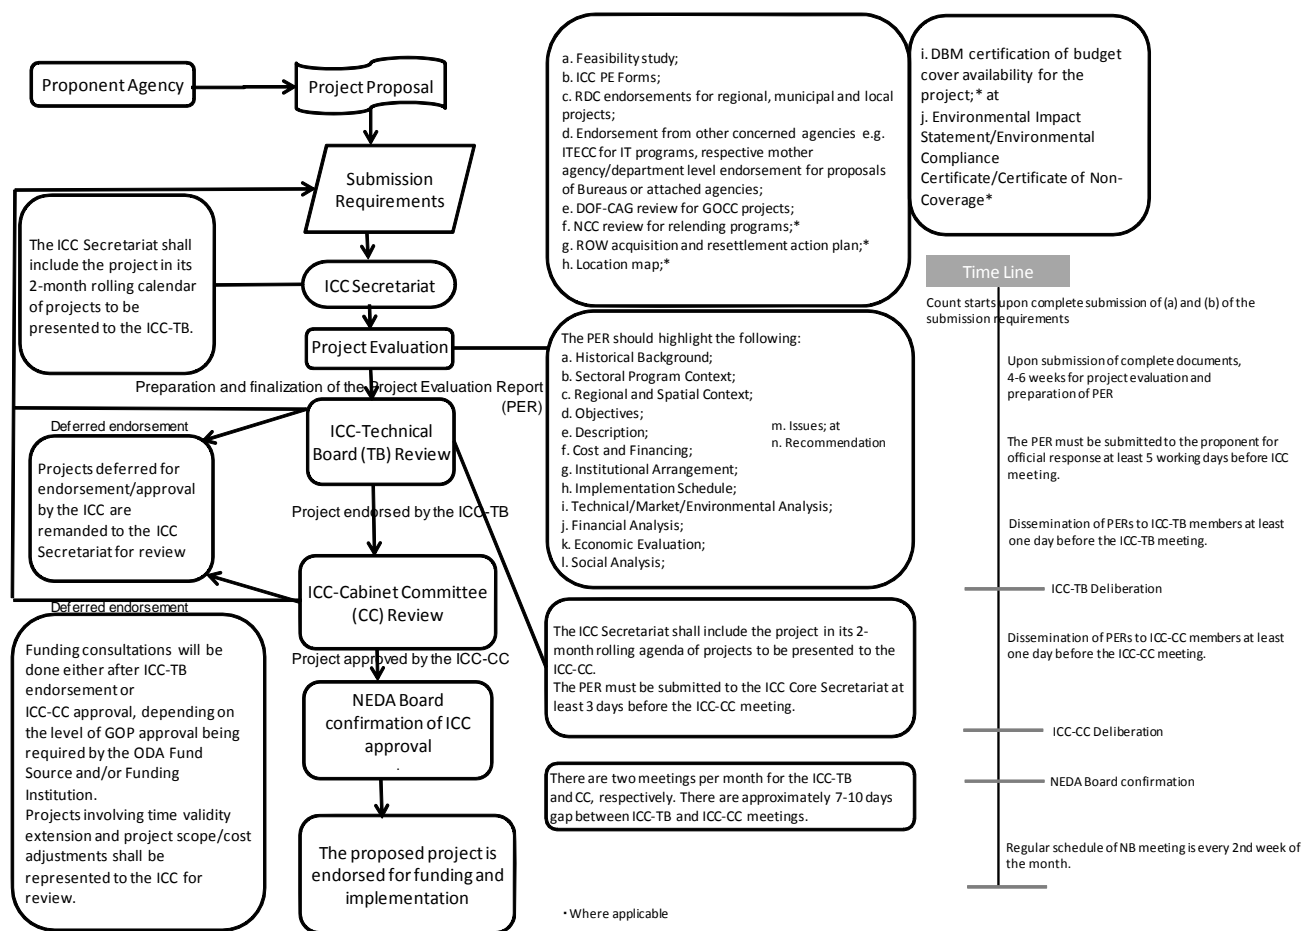 Proponent Agency
Project Proposal
Submission
Requirements
The ICC Secretariat shall
include the project in its
2-month rolling calendar
of projects to be
presented to the ICC-TB.
ICC Secretariat
Project Evaluation
Preparation and finalization of the Project Evaluation Report
(PER)
Deferred endorsement
ICC-Technical
Board (TB) Review
Projects deferred for
endorsement/approval
by the ICC are
remanded to the ICC
Secretariat for review
Project endorsed by the ICC-TB
ICC-Cabinet Committee
(CC) Review
Deferred endorsement
Project approved by the ICC-CC
Funding consultations will be
done either after ICC-TB
endorsement or
ICC-CC approval, depending on
the level of GOP approval being
required by the ODA Fund
Source and/or Funding
Institution.
Projects involving time validity
extension and project scope/cost
adjustments shall be
represented to the ICC for
review.
NEDA Board
confirmation of ICC
approval
.
The proposed project is
endorsed for funding and
implementation
a. Feasibility study;
b. ICC PE Forms;
c. RDC endorsements for regional, municipal and local
projects;
d. Endorsement from other concerned agencies e.g.
ITECC for IT programs, respective mother
agency/department level endorsement for proposals
of Bureaus or attached agencies;
e. DOF-CAG review for GOCC projects;
f. NCC review for relending programs;*
g. ROW acquisition and resettlement action plan;*
h. Location map;*
i. DBM certification of budget
cover availability for the
project;* at
j. Environmental Impact
Statement/Environmental
Compliance
Certificate/Certificate of Non-
Coverage*
The PER should highlight the following:
a. Historical Background;
b. Sectoral Program Context;
c. Regional and Spatial Context;
d. Objectives;
e. Description;
f. Cost and Financing;
g. Institutional Arrangement;
h. Implementation Schedule;
i. Technical/Market/Environmental Analysis;
j. Financial Analysis;
k. Economic Evaluation;
l. Social Analysis;
m. Issues; at
n. Recommendation
The ICC Secretariat shall include the project in its 2-
month rolling agenda of projects to be presented to the
ICC-CC.
The PER must be submitted to the ICC Core Secretariat at
least 3 days before the ICC-CC meeting.
There are two meetings per month for the ICC-TB
and CC, respectively. There are approximately 7-10 days
gap between ICC-TB and ICC-CC meetings.
• Where applicable
Time Line
Count starts upon complete submission of (a) and (b) of the
submission requirements
Upon submission of complete documents,
4-6 weeks for project evaluation and
preparation of PER
The PER must be submitted to the proponent for
official response at least 5 working days before ICC
meeting.
Dissemination of PERs to ICC-TB members at least
one day before the ICC-TB meeting.
ICC-TB Deliberation
Dissemination of PERs to ICC-CC members at least
one day before the ICC-CC meeting.
ICC-CC Deliberation
NEDA Board confirmation
Regular schedule of NB meeting is every 2nd week of
the month.